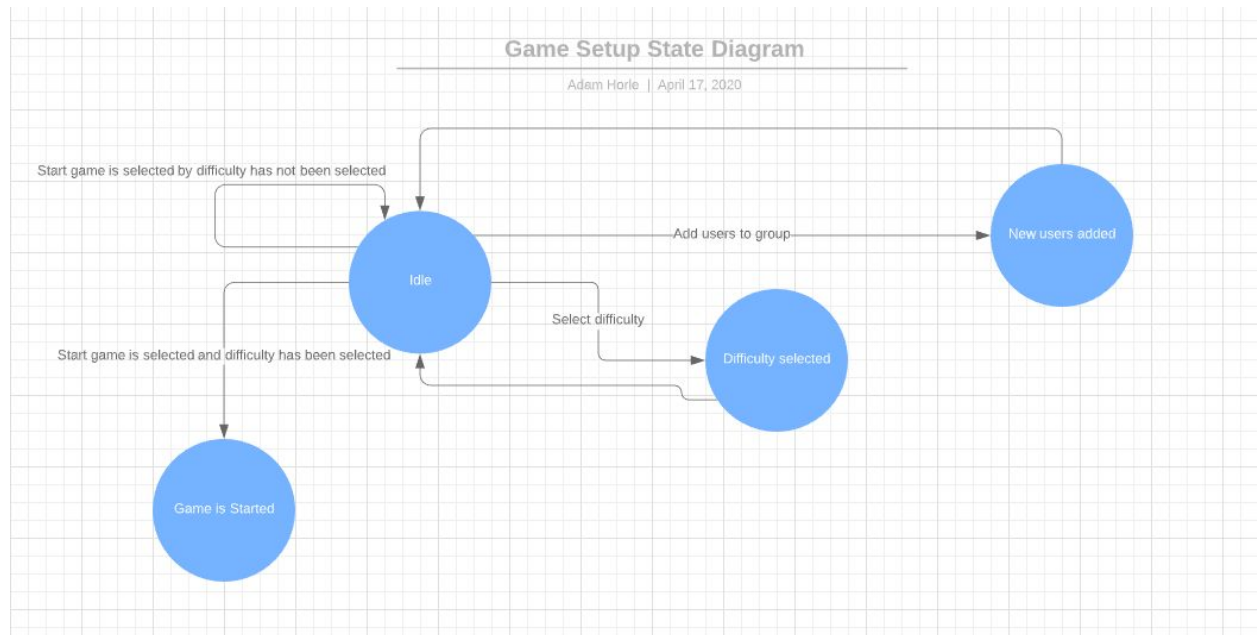 Game Setup State Diagram
Adam Horle | April 17, 2020
Start game is selected by difficulty has not been selected
Add users to group
New users added
Idle
Select difficulty
Start game is selected and difficulty has been selected
Difficulty selected
Game is Started